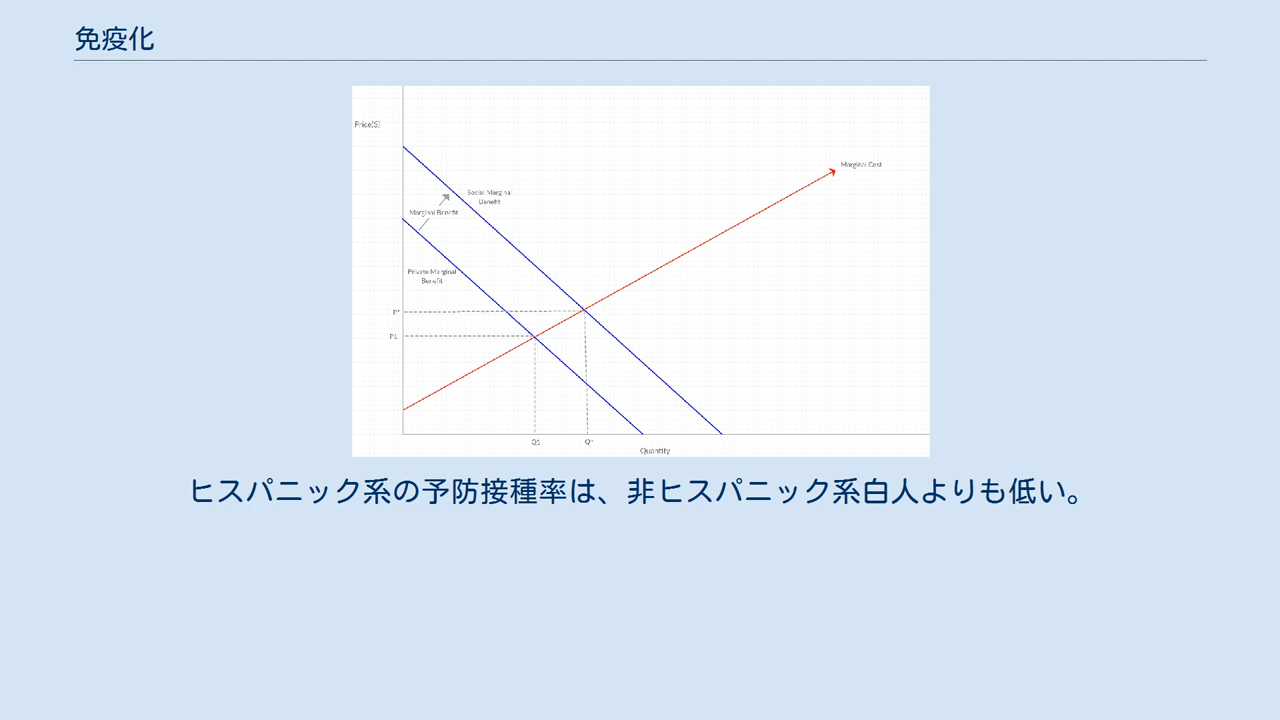 免疫化
Price($)
Marginal Cost
Social Marginal
Benefit
Marginal Benefit
Private Marginal
Benefit
P*
P1
Q1
Q*
Quantity
ヒスパニック系の予防接種率は、非ヒスパニック系白人よりも低い。